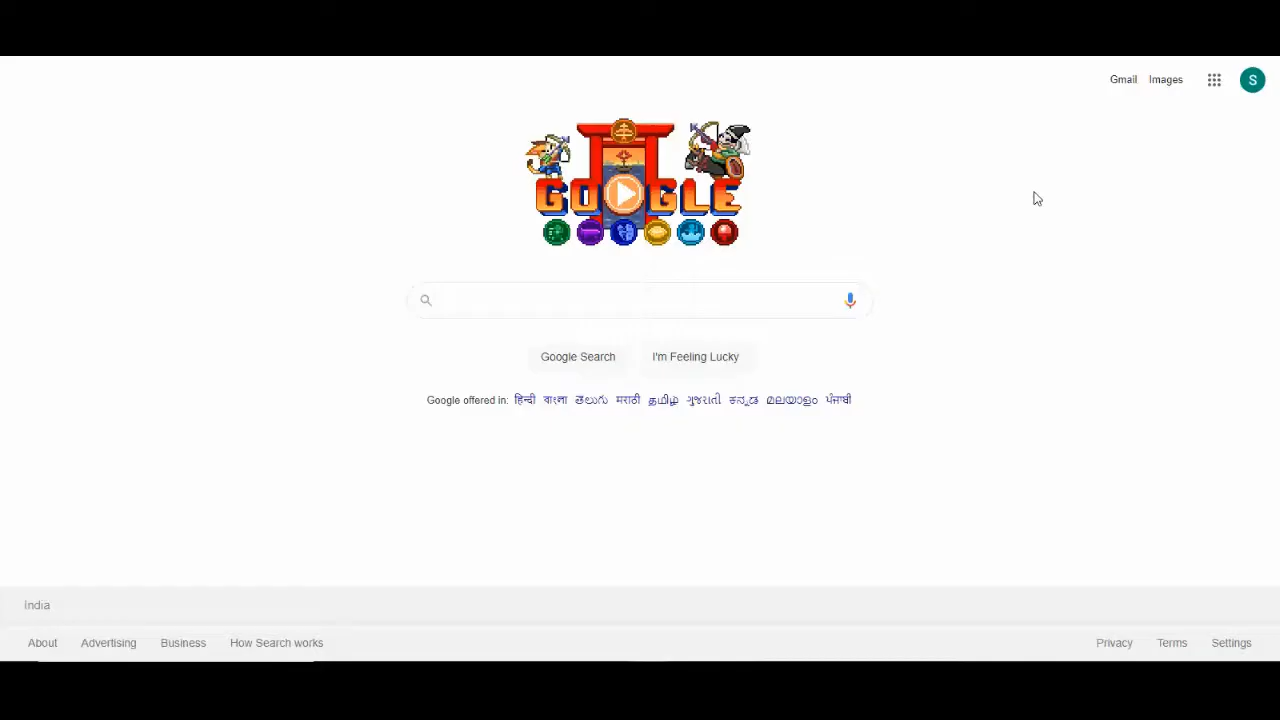 Gmail Images S
GOOGLE
Google Search I'm Feeling Lucky
Google offered in: हिन्दी বাংলা తెలుగు मराठी தமிழ் ગુજરાતી ಕನ್ನಡ മലയാളം ਪੰਜਾਬੀ
India
About Advertising Business How Search works Privacy Terms Settings